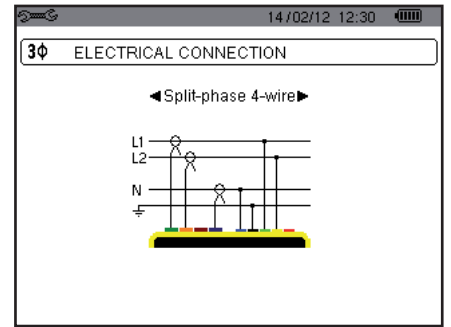 14/02/12 12:30
3Φ ELECTRICAL CONNECTION
◄Split-phase 4-wire►
L1
L2
N